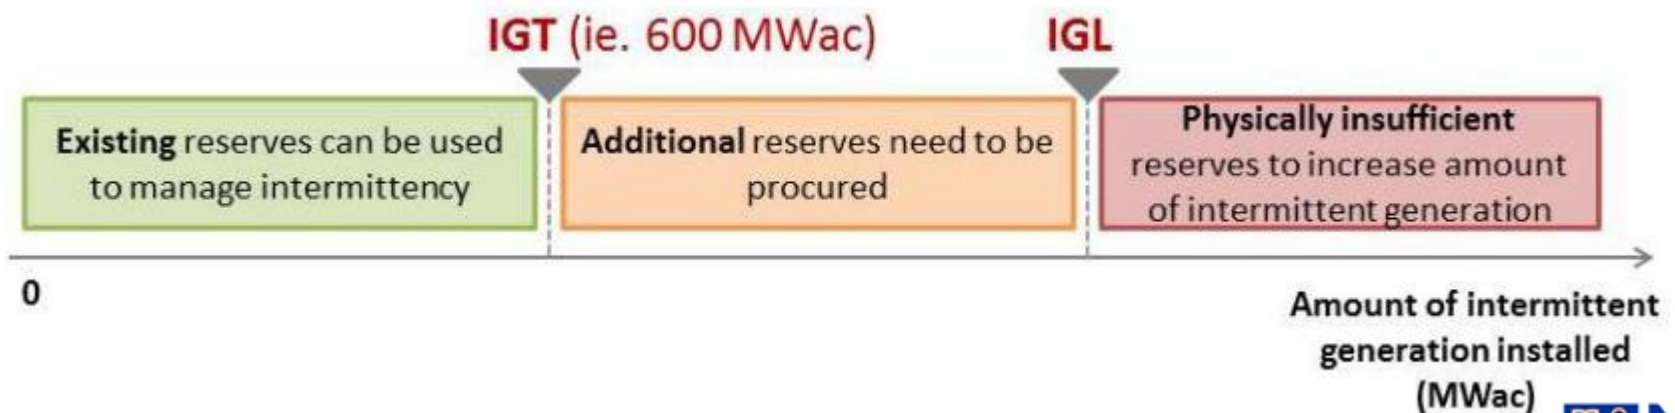 IGT (ie. 600 MWac)
IGL
Existing reserves can be used
to manage intermittency
Additional reserves need to be
procured
Physically insufficient
reserves to increase amount
of intermittent generation
0
Amount of intermittent
generation installed
(MWac)